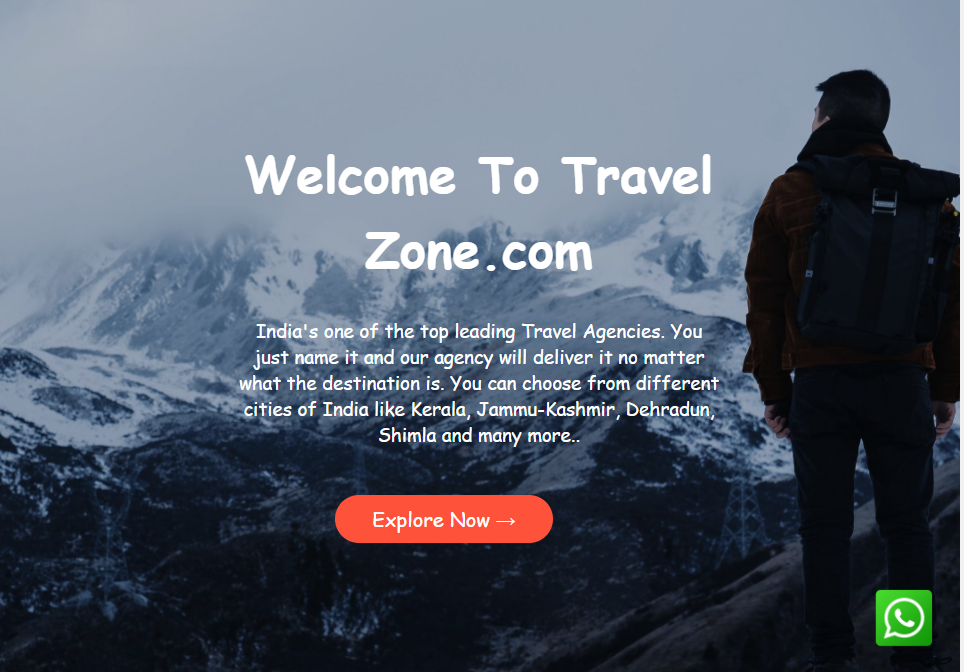 Welcome To Travel
Zone.com
India's one of the top leading Travel Agencies. You
just name it and our agency will deliver it no matter
what the destination is. You can choose from different
cities of India like Kerala, Jammu-Kashmir, Dehradun,
Shimla and many more..
Explore Now →